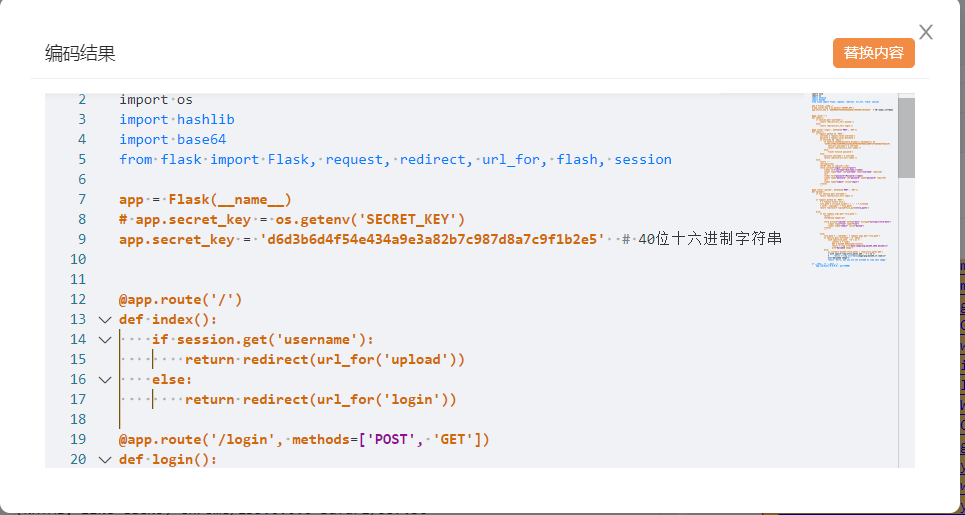 编码结果
替换内容
2 import os
3 import hashlib
4 import base64
5 from flask import Flask, request, redirect, url_for, flash, session
6
7 app = Flask(__name__)
8 # app.secret_key = os.getenv('SECRET_KEY')
9 app.secret_key = 'd6d3b6d4f54e434a9e3a82b7c987d8a7c9f1b2e5' # 40位十六进制字符串
10
11
12 @app.route('/')
13 def index():
14 if session.get('username'):
15 return redirect(url_for('upload'))
16 else:
17 return redirect(url_for('login'))
18
19 @app.route('/login', methods=['POST', 'GET'])
20 def login():